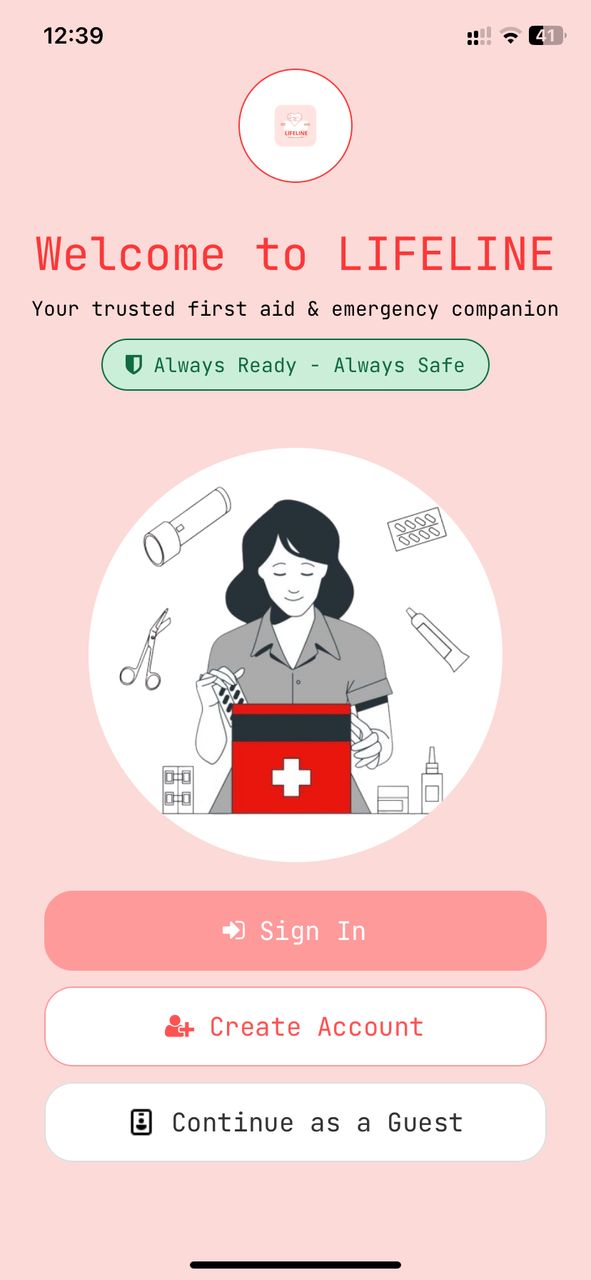 12:39
41
LIFELINE
Welcome to LIFELINE
Your trusted first aid & emergency companion
Always Ready - Always Safe
Sign In
Create Account
Continue as a Guest